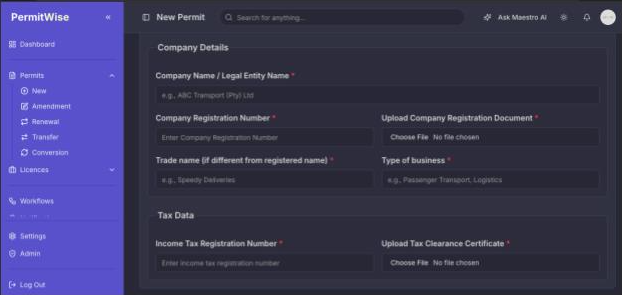 PermitWise «
New Permit
Search for anything...
Ask Maestro AI
Dashboard
Permits
New
Amendment
Renewal
Transfer
Conversion
Licences
Workflows
Settings
Admin
Log Out
Company Details
Company Name / Legal Entity Name *
e.g., ABC Transport (Pty) Ltd
Company Registration Number * Upload Company Registration Document *
Enter Company Registration Number Choose File No file chosen
Trade name (if different from registered name) * Type of business *
e.g., Speedy Deliveries e.g., Passenger Transport, Logistics
Tax Data
Income Tax Registration Number * Upload Tax Clearance Certificate *
Enter income tax registration number Choose File No file chosen